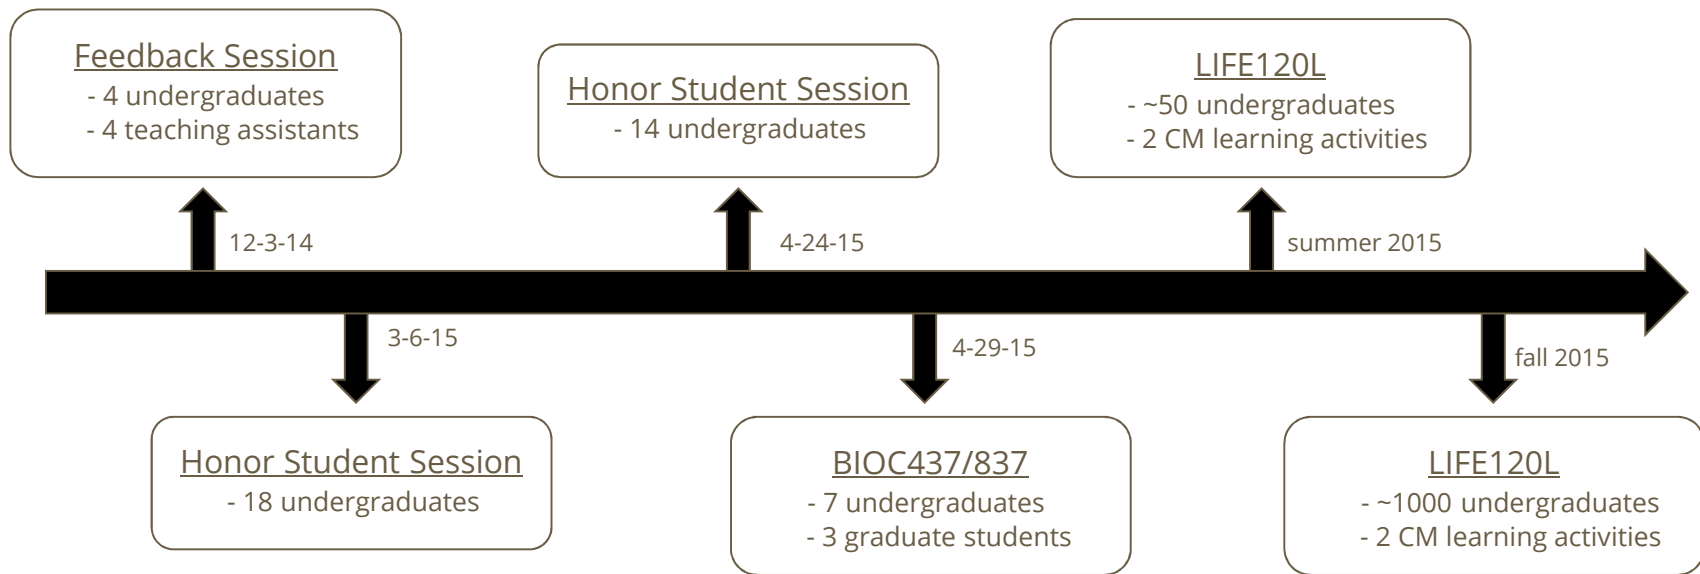 Feedback Session
- 4 undergraduates
- 4 teaching assistants
12-3-14
Honor Student Session
- 18 undergraduates
3-6-15
Honor Student Session
- 14 undergraduates
4-24-15
BIOC437/837
- 7 undergraduates
- 3 graduate students
4-29-15
LIFE120L
- ~50 undergraduates
- 2 CM learning activities
summer 2015
LIFE120L
- ~1000 undergraduates
- 2 CM learning activities
fall 2015